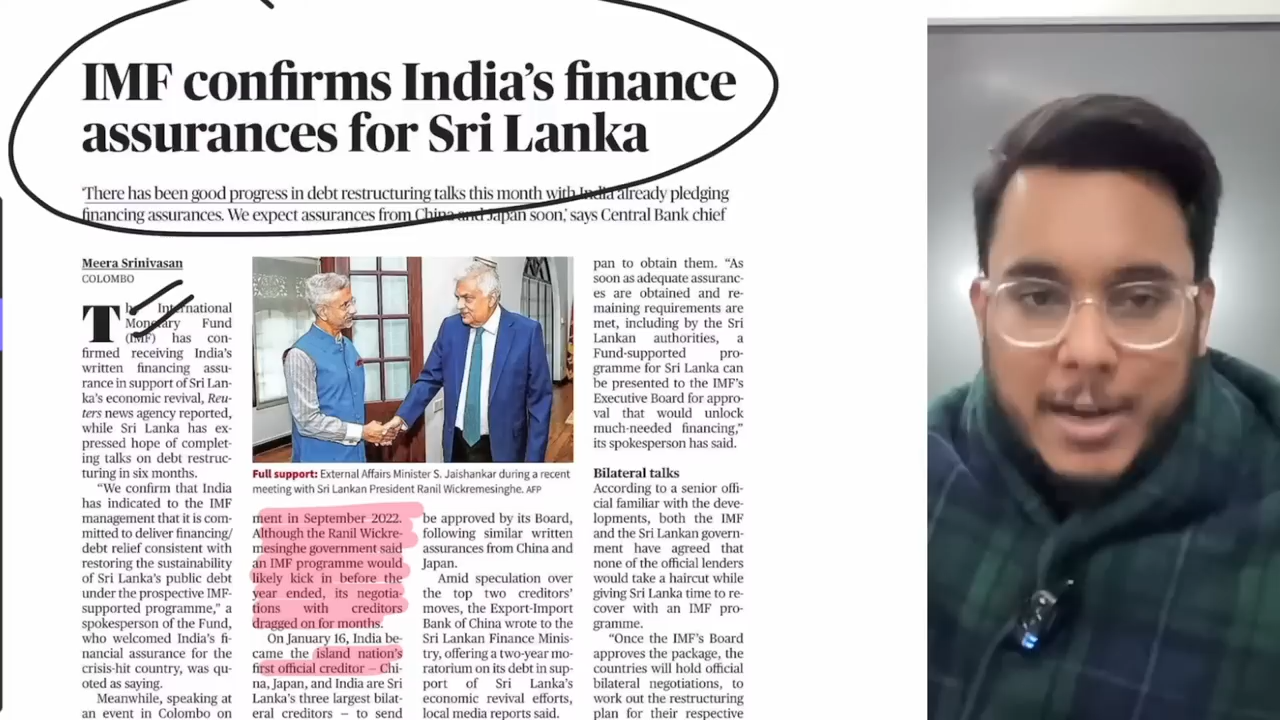 IMF confirms India's finance
assurances for Sri Lanka
'There has been good progress in debt restructuring talks this month with India already pledging
financing assurances. We expect assurances from China and Japan soon,' says Central Bank chief
Meera Srinivasan
COLOMBO
The International
Monetary Fund
(IMF) has con-
firmed receiving India's
written financing assu-
rance in support of Sri Lan-
ka's economic revival, Reu-
ters news agency reported,
while Sri Lanka has ex-
pressed hope of complet-
ing talks on debt restruc-
turing in six months.
"We confirm that India
has indicated to the IMF
management that it is com-
mitted to deliver financing/
debt relief consistent with
restoring the sustainability
of Sri Lanka's public debt
under the prospective IMF-
supported programme," a
spokesperson of the Fund,
who welcomed India's fi-
nancial assurance for the
crisis-hit country, was qu-
oted as saying.
Meanwhile, speaking at
an event in Colombo on
Full support: External Affairs Minister S. Jaishankar during a recent
meeting with Sri Lankan President Ranil Wickremesinghe. AFP
ment in September 2022.
Although the Ranil Wickre-
mesinghe government said
an IMF programme would
likely kick in before the
year ended, its negotia-
tions with creditors
dragged on for months.
On January 16, India be-
came the island nation's
first official creditor – Chi-
na, Japan, and India are Sri
Lanka's three largest bilat-
eral creditors – to send
be approved by its Board,
following similar written
assurances from China and
Japan.
Amid speculation over
the top two creditors'
moves, the Export-Import
Bank of China wrote to the
Sri Lankan Finance Minis-
try, offering a two-year mo-
ratorium on its debt in sup-
port of Sri Lanka's
economic revival efforts,
local media reports said.
pan to obtain them. "As
soon as adequate assuranc-
es are obtained and re-
maining requirements are
met, including by the Sri
Lankan authorities, a
Fund-supported pro-
gramme for Sri Lanka can
be presented to the IMF's
Executive Board for appro-
val that would unlock
much-needed financing,"
its spokesperson has said.
Bilateral talks
According to a senior offi-
cial familiar with the deve-
lopments, both the IMF
and the Sri Lankan govern-
ment have agreed that
none of the official lenders
would take a haircut while
giving Sri Lanka time to re-
cover with an IMF pro-
gramme.
"Once the IMF's Board
approves the package, the
countries will hold official
bilateral negotiations, to
work out the restructuring
plan for their respective